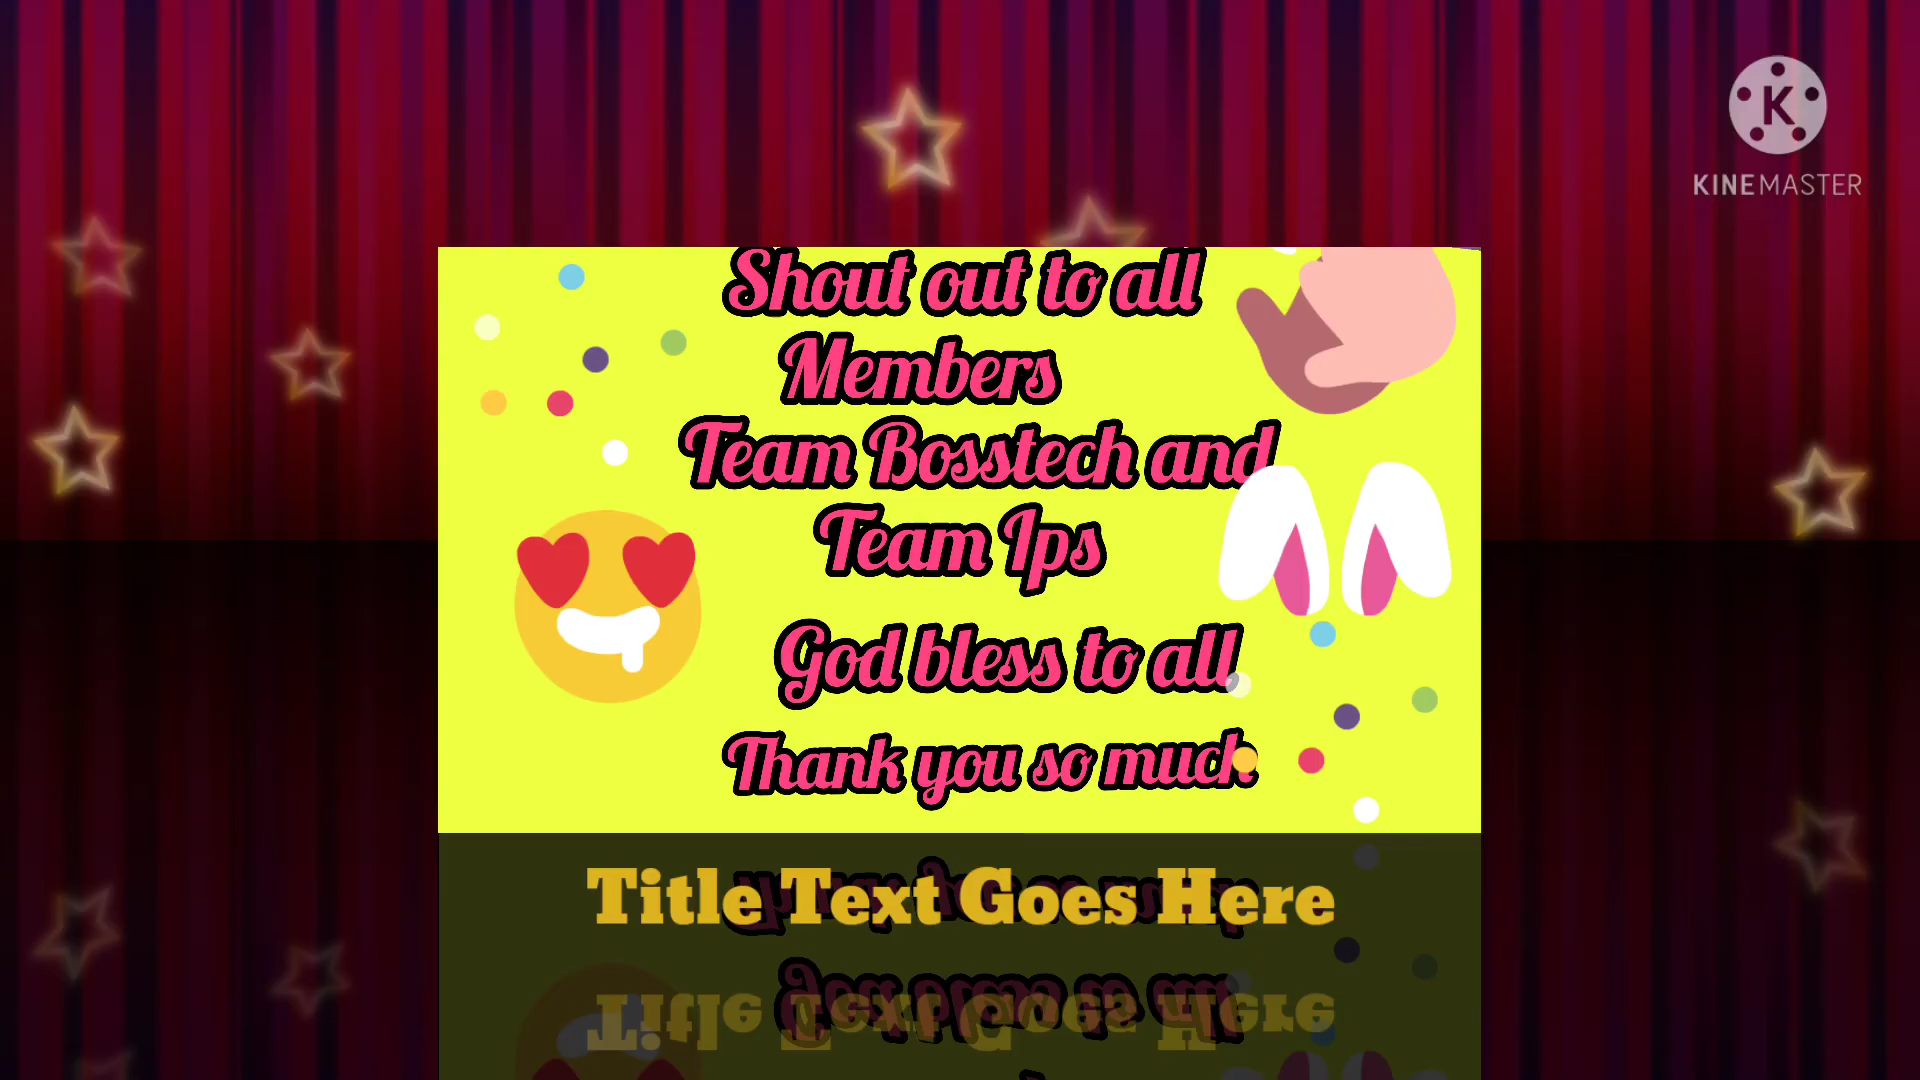 K
KINEMASTER
Shout out to all
Members
Team Bosstech and
Team Ips
God bless to all
Thank you so much
Title Text Goes Here